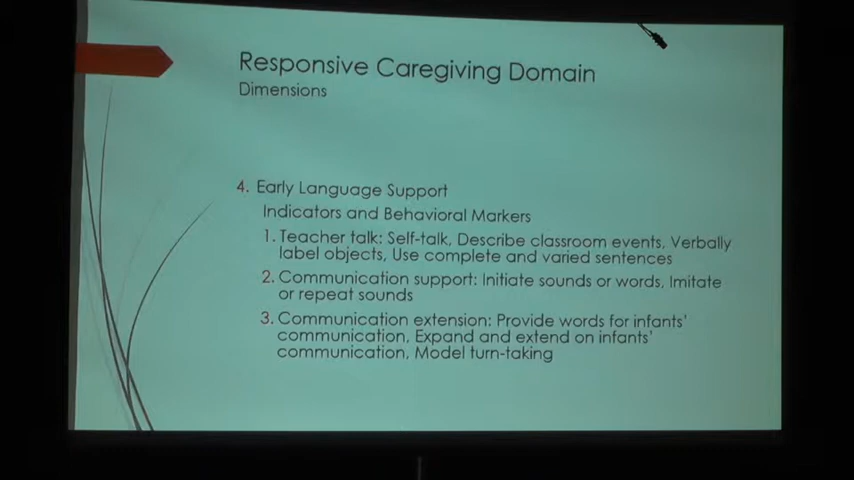 Responsive Caregiving Domain
Dimensions
4. Early Language Support
Indicators and Behavioral Markers
1. Teacher talk: Self-talk, Describe classroom events, Verbally
label objects, Use complete and varied sentences
2. Communication support: Initiate sounds or words, Imitate
or repeat sounds
3. Communication extension: Provide words for infants'
communication, Expand and extend on infants'
communication, Model turn-taking